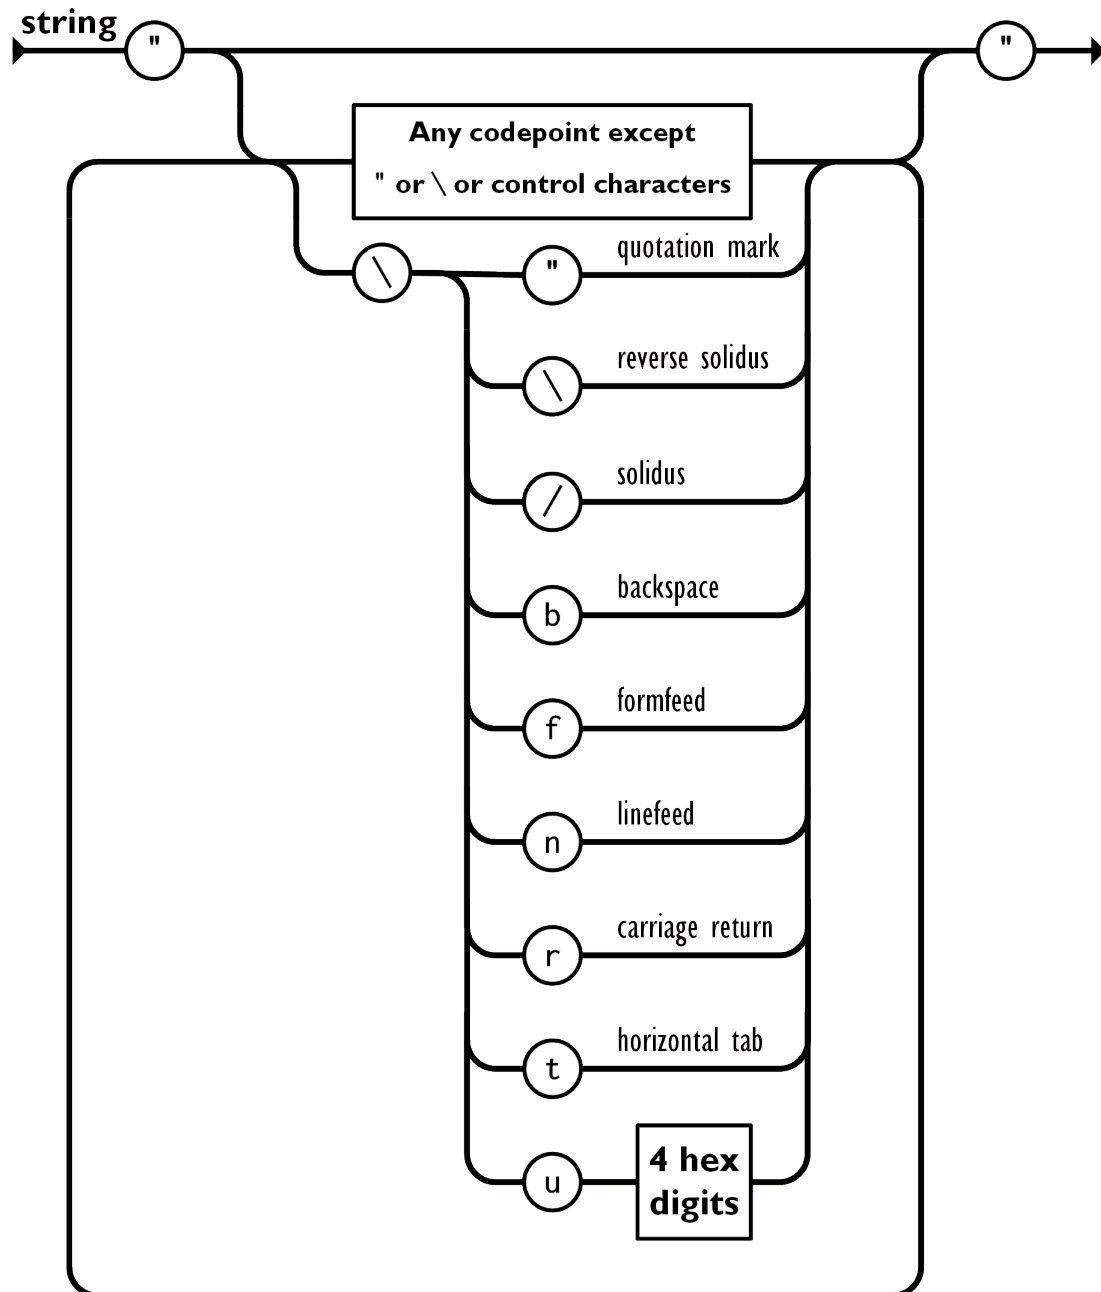 string
" "
Any codepoint except
" or \ or control characters
\ " quotation mark
\ reverse solidus
/ solidus
b backspace
f formfeed
n linefeed
r carriage return
t horizontal tab
u 4 hex
digits